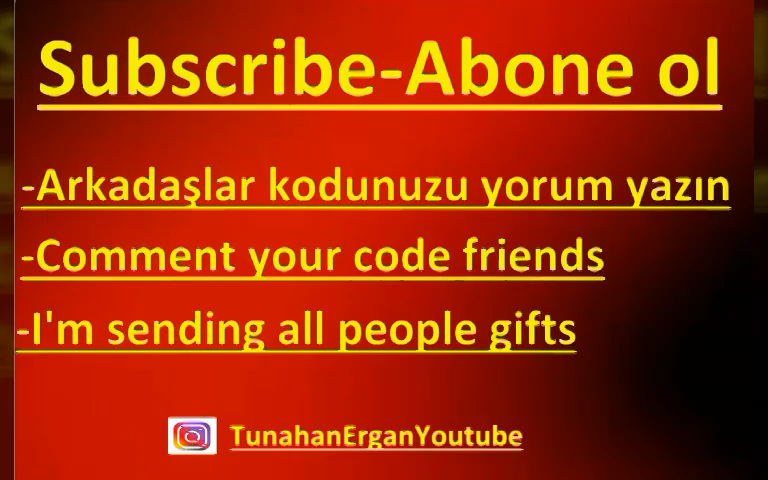 Subscribe-Abone ol
-Arkadaşlar kodunuzu yorum yazın
-Comment your code friends
-I'm sending all people gifts
TunahanErganYoutube